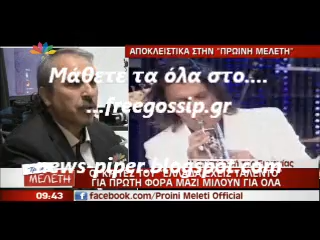 ΑΠΟΚΛΕΙΣΤΙΚΑ ΣΤΗΝ "ΠΡΩΙΝΗ ΜΕΛΕΤΗ"
Μάθετε τα όλα στο....
...freegossip.gr
news-piper.blogspot.com
ΜΕΛΕΤΗ
ΓΙΑ ΠΡΩΤΗ ΦΟΡΑ ΜΑΖΙ ΜΙΛΟΥΝ ΓΙΑ ΟΛΑ
09:43 facebook.com/Proini Meleti Official